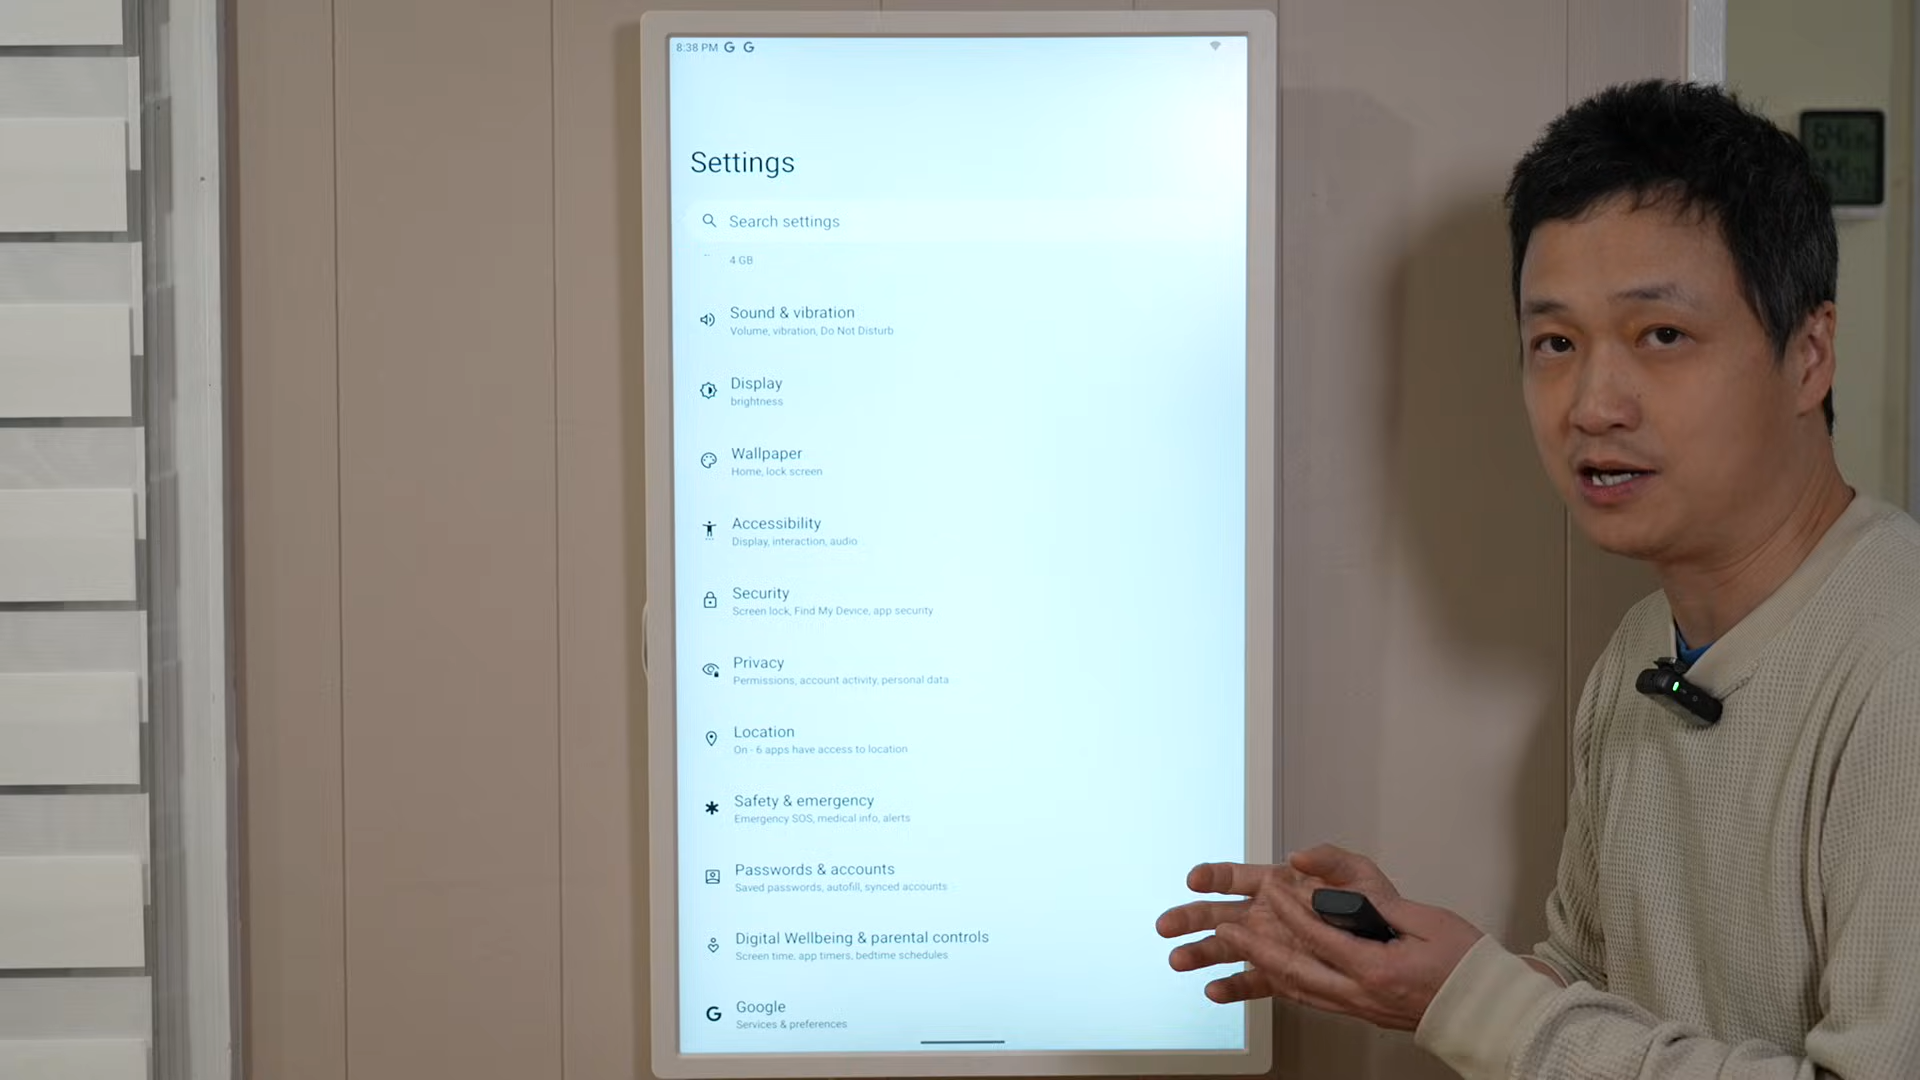 8:38 PM G G
Settings
Search settings
4 GB
Sound & vibration
Volume, vibration, Do Not Disturb
Display
brightness
Wallpaper
Home, lock screen
Accessibility
Display, interaction, audio
Security
Screen lock, Find My Device, app security
Privacy
Permissions, account activity, personal data
Location
On - 6 apps have access to location
Safety & emergency
Emergency SOS, medical info, alerts
Passwords & accounts
Saved passwords, autofill, synced accounts
Digital Wellbeing & parental controls
Screen time, app timers, bedtime schedules
G Google
Services & preferences